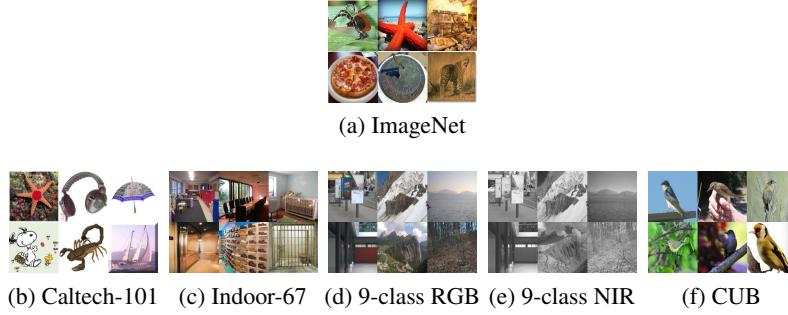 (a) ImageNet
(b) Caltech-101 (c) Indoor-67 (d) 9-class RGB (e) 9-class NIR (f) CUB